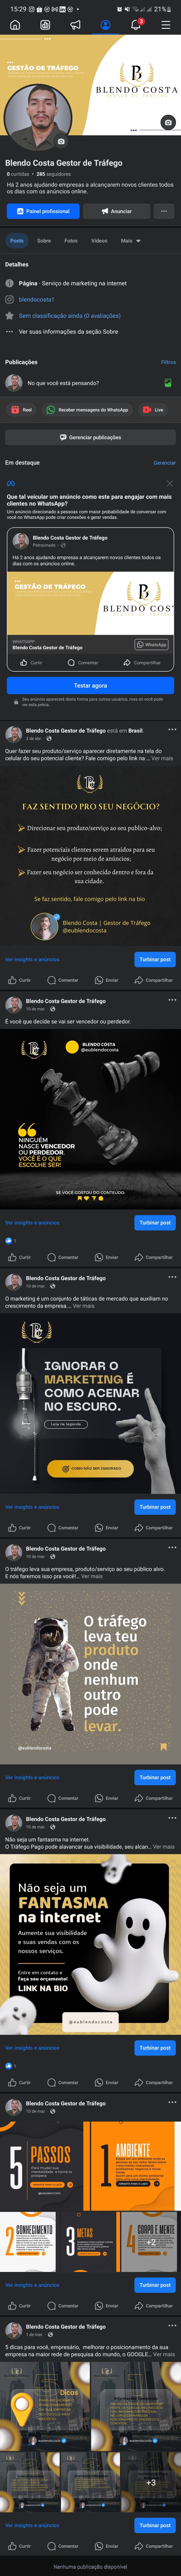 15:29
21%
3
GESTÃO DE TRÁFEGO
BLENDO COSTA
GESTOR DE TRÁFEGO
Blendo Costa Gestor de Tráfego
6 curtidas • 285 seguidores
Há 2 anos ajudando empresas a alcançarem novos clientes todos os dias com os anúncios online.
Painel profissional
Anunciar
Posts
Sobre
Fotos
Vídeos
Mais
Detalhes
Página · Serviço de marketing na internet
blendocosta1
Ainda sem classificação (0 avaliações)
Ver suas informações da seção Sobre
Publicações
Filtros
No que você está pensando?
Reel
Receber mensagens do WhatsApp
Live
Gerenciar publicações
Em destaque
Gerenciar
Que tal veicular um anúncio como este para engajar com mais clientes no WhatsApp?
Um anúncio direcionado a pessoas com maior probabilidade de conversar com você no WhatsApp pode criar conexões e gerar vendas.
Blendo Costa Gestor de Tráfego
Patrocinado ·
Há 2 anos ajudando empresas a alcançarem novos clientes todos os dias com os anúncios online.
GESTÃO DE TRÁFEGO
BLENDO COST
WHATSAPP
Blendo Costa Gestor de Tráfego
WhatsApp
Curtir
Comentar
Compartilhar
Testar agora
Seu anúncio aparecerá desta forma para outros usuários, mas só você pode ver esta prévia.
Blendo Costa Gestor de Tráfego está em Brasil.
3 de abr. ·
Quer fazer seu produto/serviço aparecer diretamente na tela do celular do seu potencial cliente? Fale comigo pelo link na ... Ver mais
FAZ SENTIDO PRO SEU NEGÓCIO?
Direcionar seu produto/serviço ao seu publico-alvo;
Fazer potenciais clientes serem atraídos para seu negócio por meio de anúncios;
Fazer seu negócio ser conhecido dentro e fora da sua cidade.
Se faz sentido, fale comigo pelo link na bio
Blendo Costa | Gestor de Tráfego
@eublendocosta
Ver insights e anúncios
Turbinar post
Curtir
Comentar
Enviar
Compartilhar
Blendo Costa Gestor de Tráfego
10 de mar. ·
É você que decide se vai ser vencedor ou perdedor.
BLENDO COSTA
@eublendocosta
NINGUÉM
NASCE VENCEDOR
OU PERDEDOR.
VOCÊ É O QUE
ESCOLHE SER!
SE VOCÊ GOSTOU DO CONTEÚDO:
Ver insights e anúncios
Turbinar post
1
Curtir
Comentar
Enviar
Compartilhar
Blendo Costa Gestor de Tráfego
10 de mar. ·
O marketing é um conjunto de táticas de mercado que auxiliam no crescimento da empresa.... Ver mais
IGNORAR O
MARKETING É
COMO ACENAR
NO ESCURO.
Leia na legenda
COMO NÃO SER IGNORADO
Ver insights e anúncios
Turbinar post
Curtir
Comentar
Enviar
Compartilhar
Blendo Costa Gestor de Tráfego
10 de mar. ·
O tráfego leva sua empresa, produto/serviço ao seu público alvo.
E nós faremos isso pra você!... Ver mais
O tráfego
leva teu
produto
onde
nenhum
outro
pode
levar.
@eublendocosta
Ver insights e anúncios
Turbinar post
Curtir
Comentar
Enviar
Compartilhar
Blendo Costa Gestor de Tráfego
10 de mar. ·
Não seja um fantasma na internet.
O Tráfego Pago pode alavancar sua visibilidade, seu alcan... Ver mais
Não seja um
FANTASMA
na internet
Aumente sua visibilidade
e suas vendas com os
nossos serviços.
Entre em contato e
faça seu orçamento!
LINK NA BIO
@eublendocosta
Ver insights e anúncios
Turbinar post
1
Curtir
Comentar
Enviar
Compartilhar
Blendo Costa Gestor de Tráfego
10 de mar. ·
5 PASSOS
1 AMBIENTE
2 CONHECIMENTO
3 METAS
4 CORPO E MENTE
+2
Ver insights e anúncios
Turbinar post
Curtir
Comentar
Enviar
Compartilhar
Blendo Costa Gestor de Tráfego
1 de mar. ·
5 dicas para você, empresário, melhorar o posicionamento da sua empresa na maior rede de pesquisa do mundo, o GOOGLE... Ver mais
Dicas
+3
Ver insights e anúncios
Turbinar post
Curtir
Comentar
Enviar
Compartilhar
Nenhuma publicação disponível